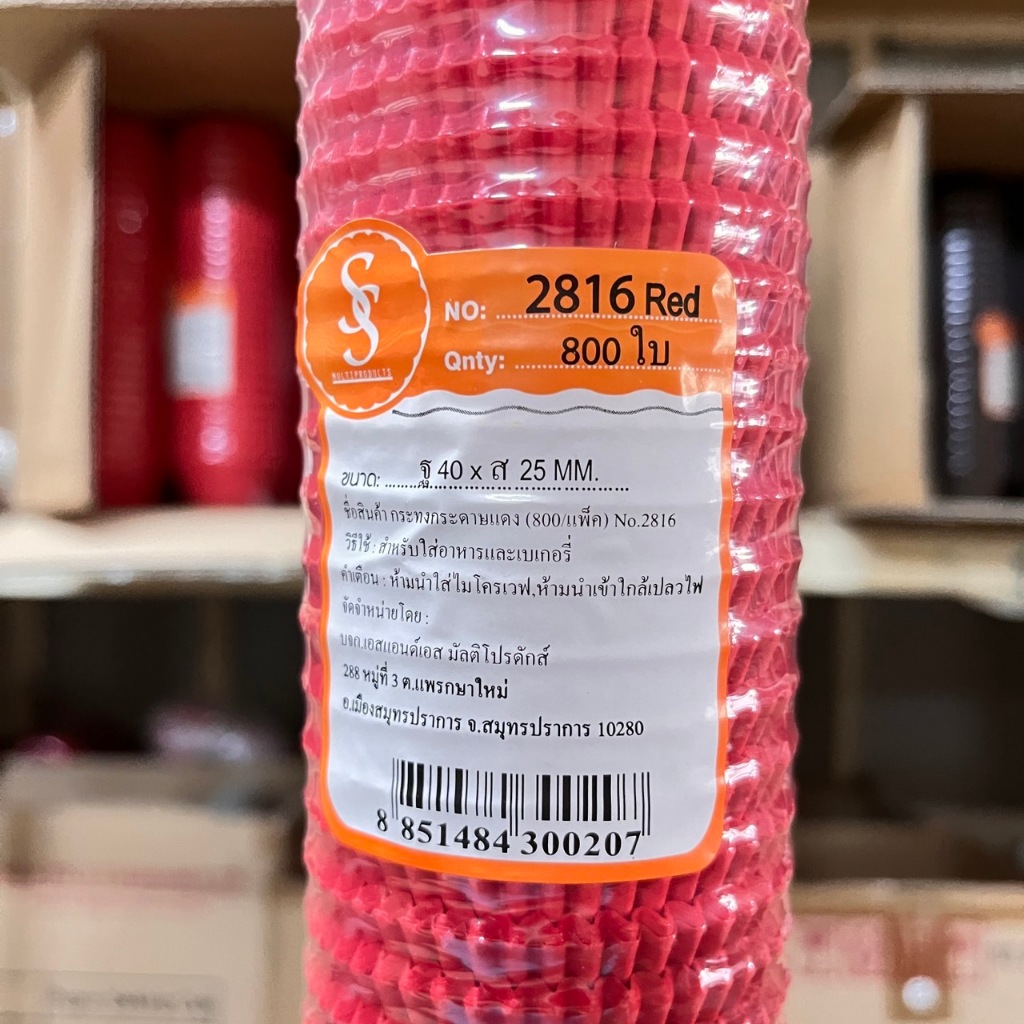 SS
MULTIPRODUCTS
NO: 2816 Red
Qnty: 800 ใบ
ขนาด: ฐ 40 x ส 25 MM.
ชื่อสินค้า กระทงกระดาษแดง (800/แพ็ค) No.2816
วิธีใช้ : สำหรับใส่อาหารและเบเกอรี่
คำเตือน : ห้ามนำใส่ไมโครเวฟ,ห้ามนำเข้าใกล้เปลวไฟ
จัดจำหน่ายโดย :
บจก.เอสแอนด์เอส มัลติโปรดักส์
288 หมู่ที่ 3 ต.แพรกษาใหม่
อ.เมืองสมุทรปราการ จ.สมุทรปราการ 10280
8 851484 300207